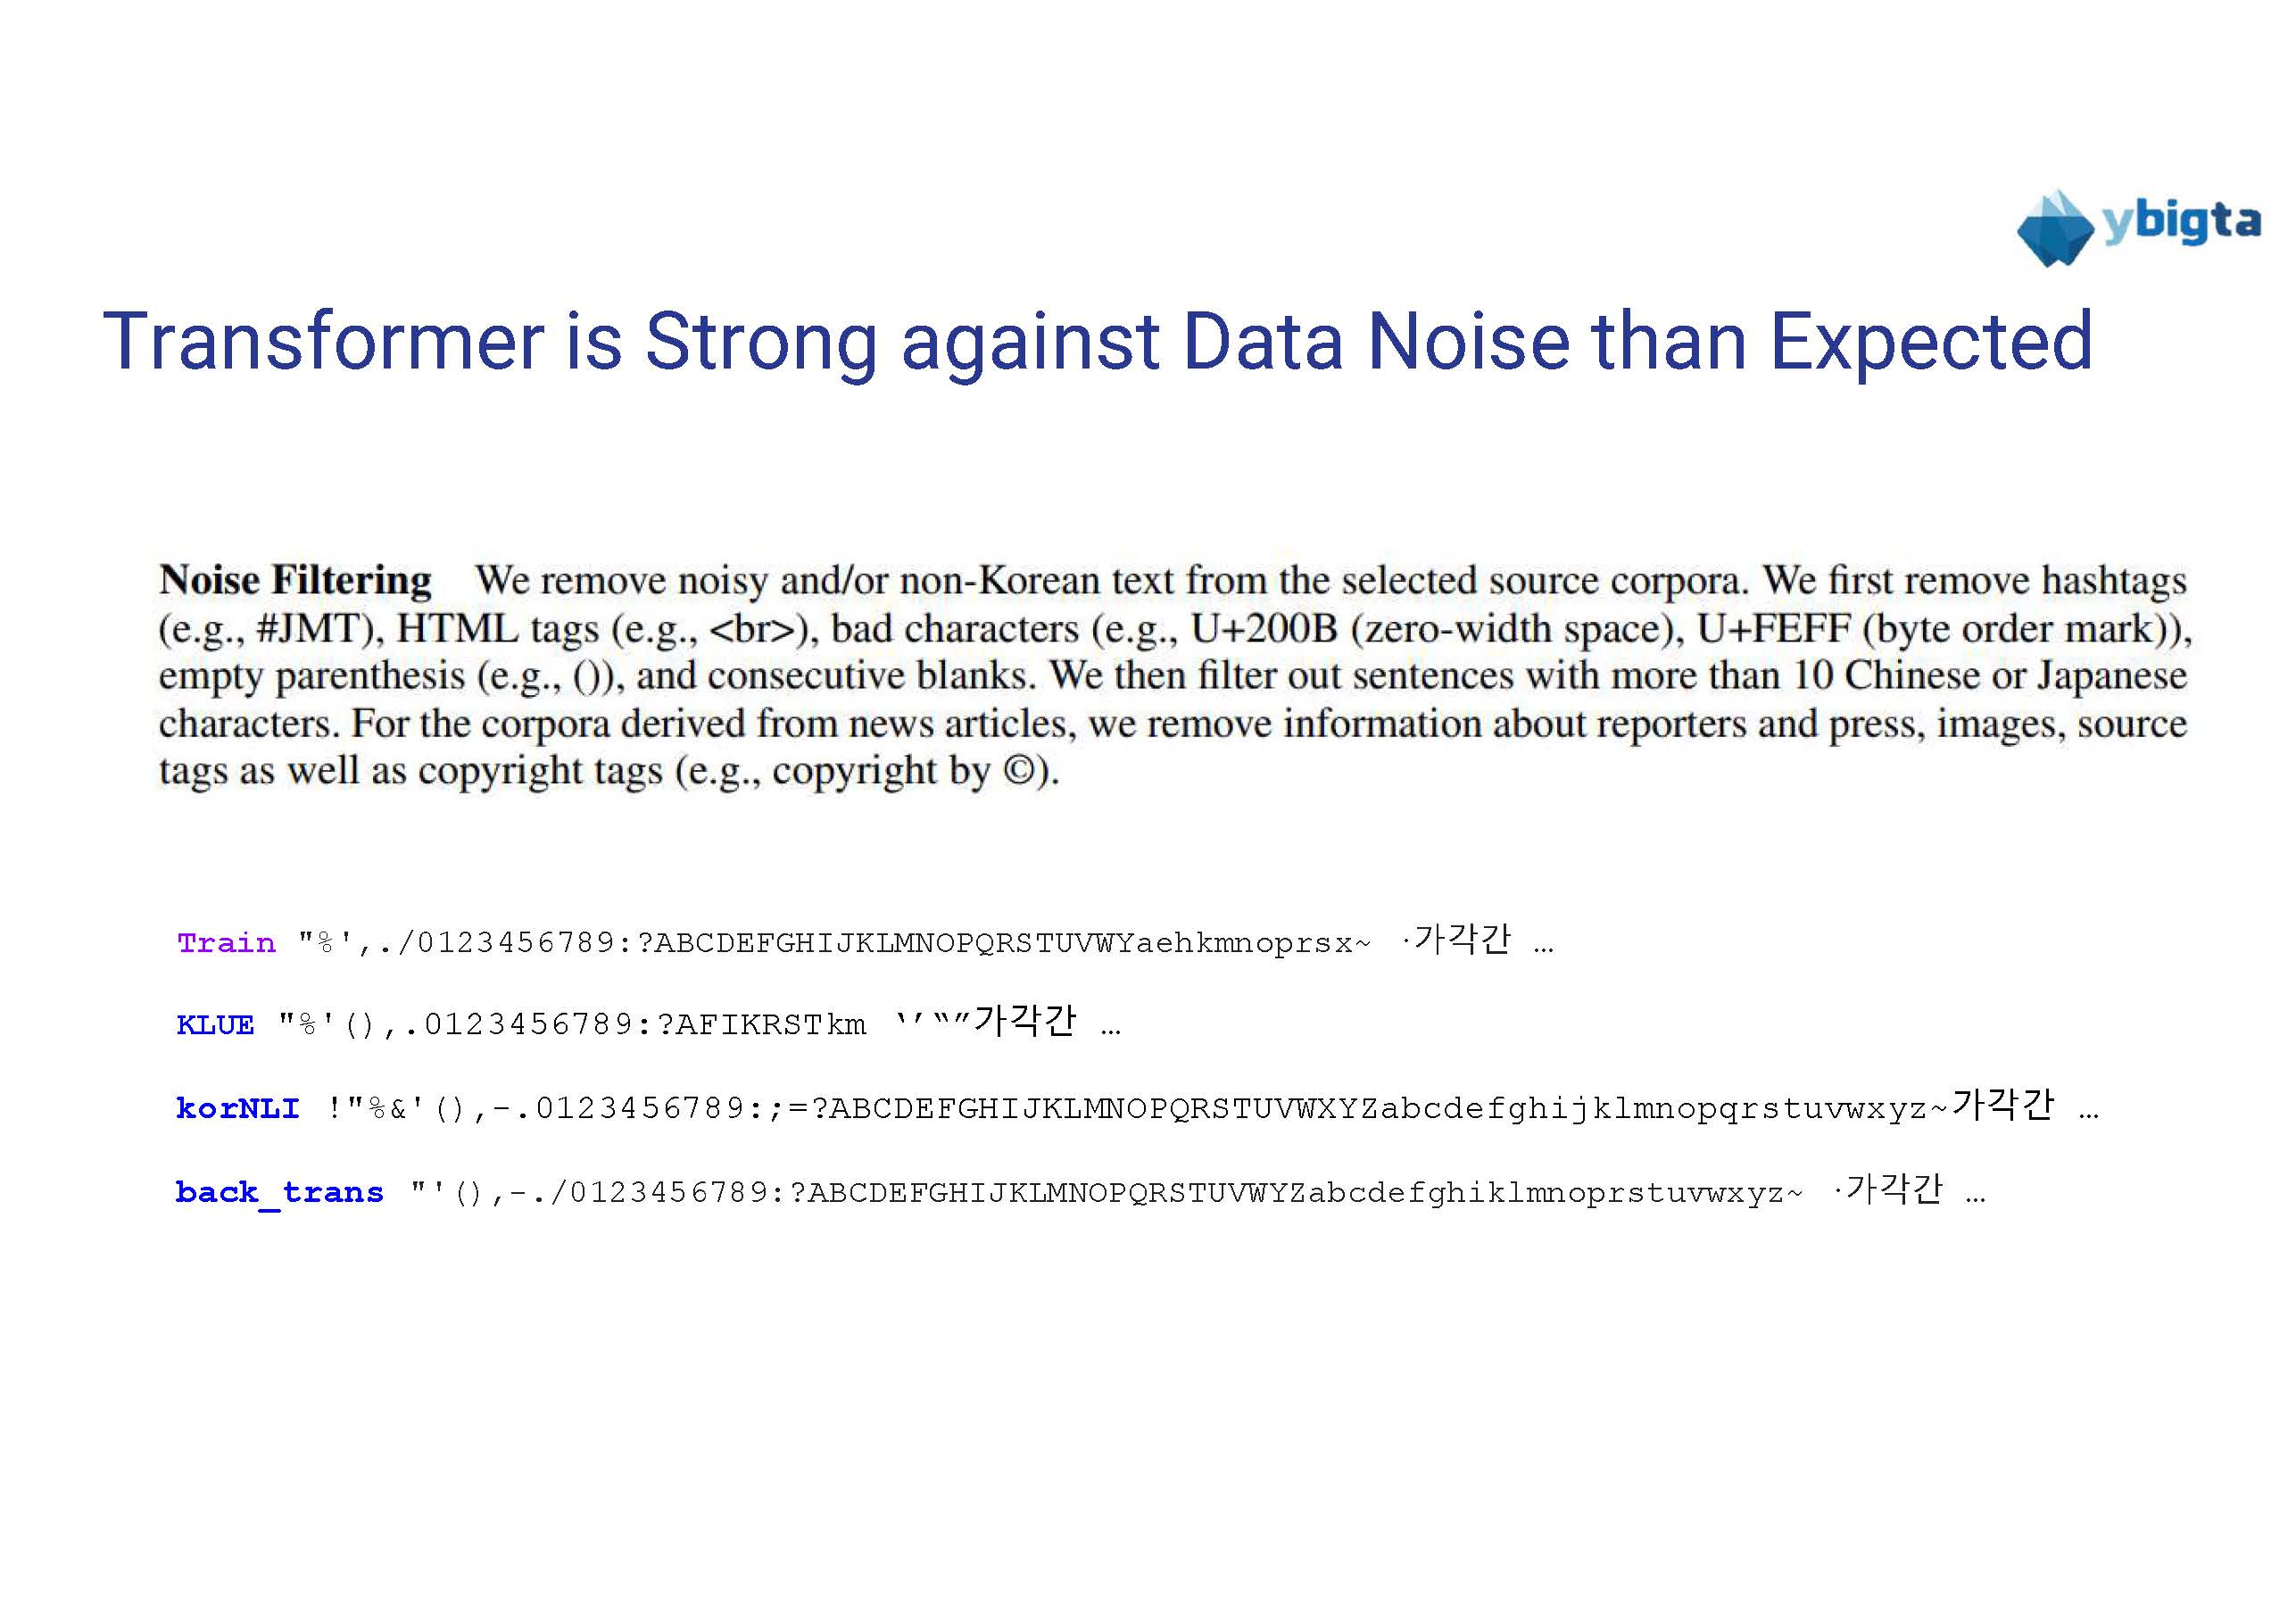 ybigta
Transformer is Strong against Data Noise than Expected
Noise Filtering We remove noisy and/or non-Korean text from the selected source corpora. We first remove hashtags
(e.g., #JMT), HTML tags (e.g., <br>), bad characters (e.g., U+200B (zero-width space), U+FEFF (byte order mark)),
empty parenthesis (e.g., ()), and consecutive blanks. We then filter out sentences with more than 10 Chinese or Japanese
characters. For the corpora derived from news articles, we remove information about reporters and press, images, source
tags as well as copyright tags (e.g., copyright by ©).
Train "%',./0123456789:?ABCDEFGHIJKLMNOPQRSTUVWYaehkmnoprsx~ ·가각간 …
KLUE "%'(),.0123456789:?AFIKRSTkm ‘’“”가각간 …
korNLI !"%&'(),-.0123456789:;=?ABCDEFGHIJKLMNOPQRSTUVWXYZabcdefghijklmnopqrstuvwxyz~가각간 …
back_trans "'(),-./0123456789:?ABCDEFGHIJKLMNOPQRSTUVWYZabcdefghiklmnoprstuvwxyz~ ·가각간 …